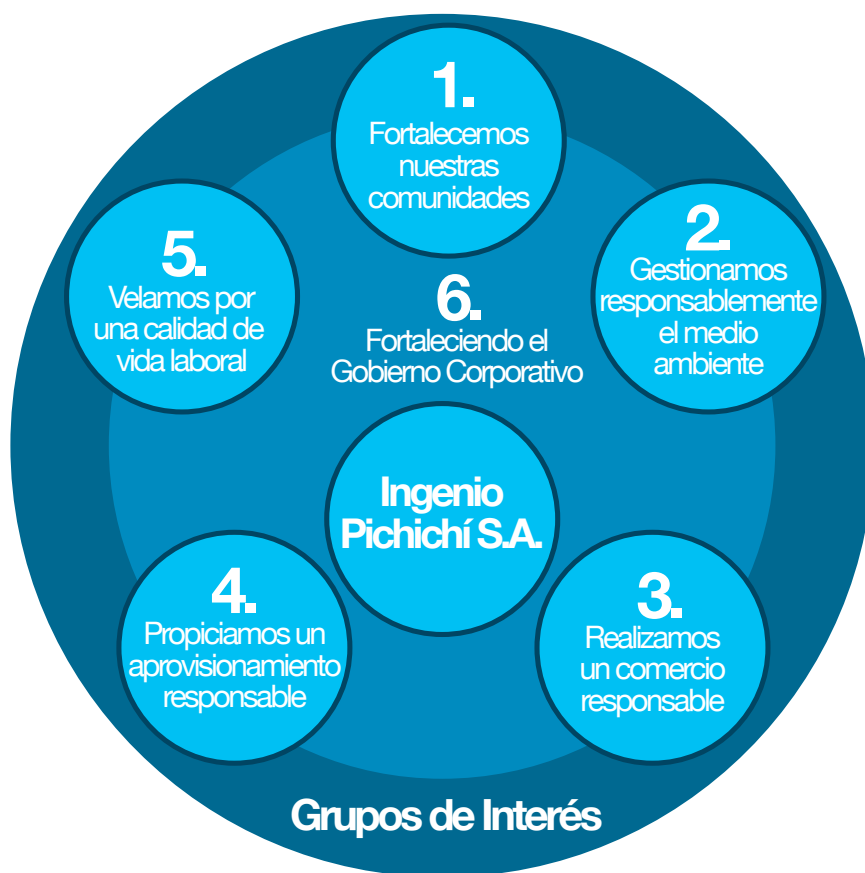 1.
Fortalecemos
nuestras
comunidades
2.
Gestionamos
responsablemente
el medio
ambiente
3.
Realizamos
un comercio
responsable
4.
Propiciamos un
aprovisionamiento
responsable
5.
Velamos por
una calidad de
vida laboral
6.
Fortaleciendo el
Gobierno Corporativo
Ingenio
Pichichí S.A.
Grupos de Interés